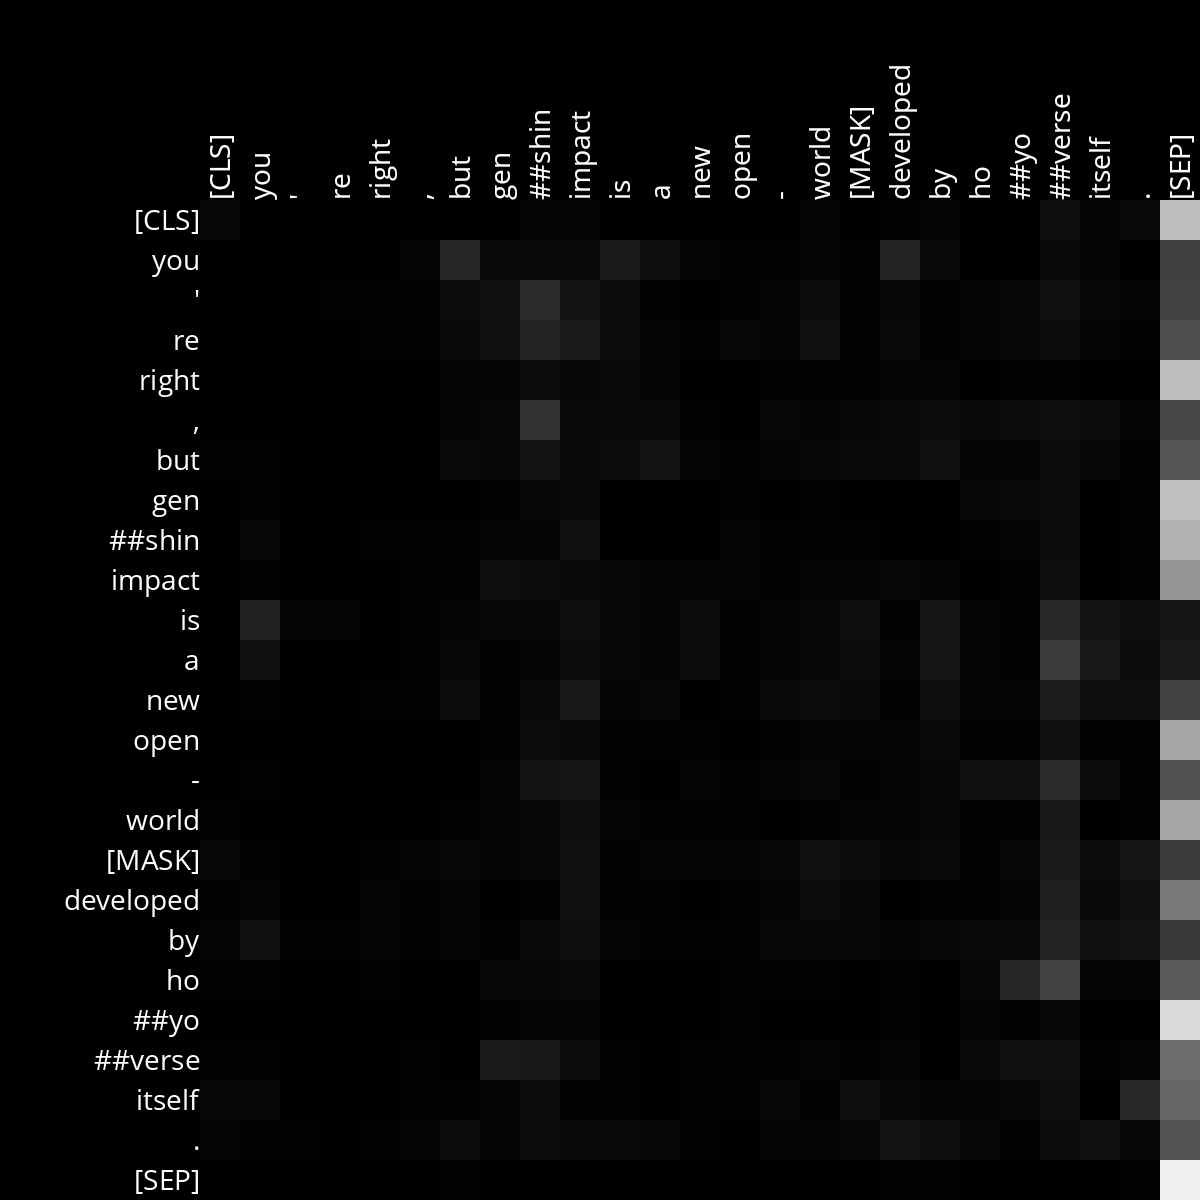 [CLS] you ' re right , but gen ##shin impact is a new open - world [MASK] developed by ho ##yo ##verse itself . [SEP]
[CLS]
you
'
re
right
,
but
gen
##shin
impact
is
a
new
open
-
world
[MASK]
developed
by
ho
##yo
##verse
itself
.
[SEP]